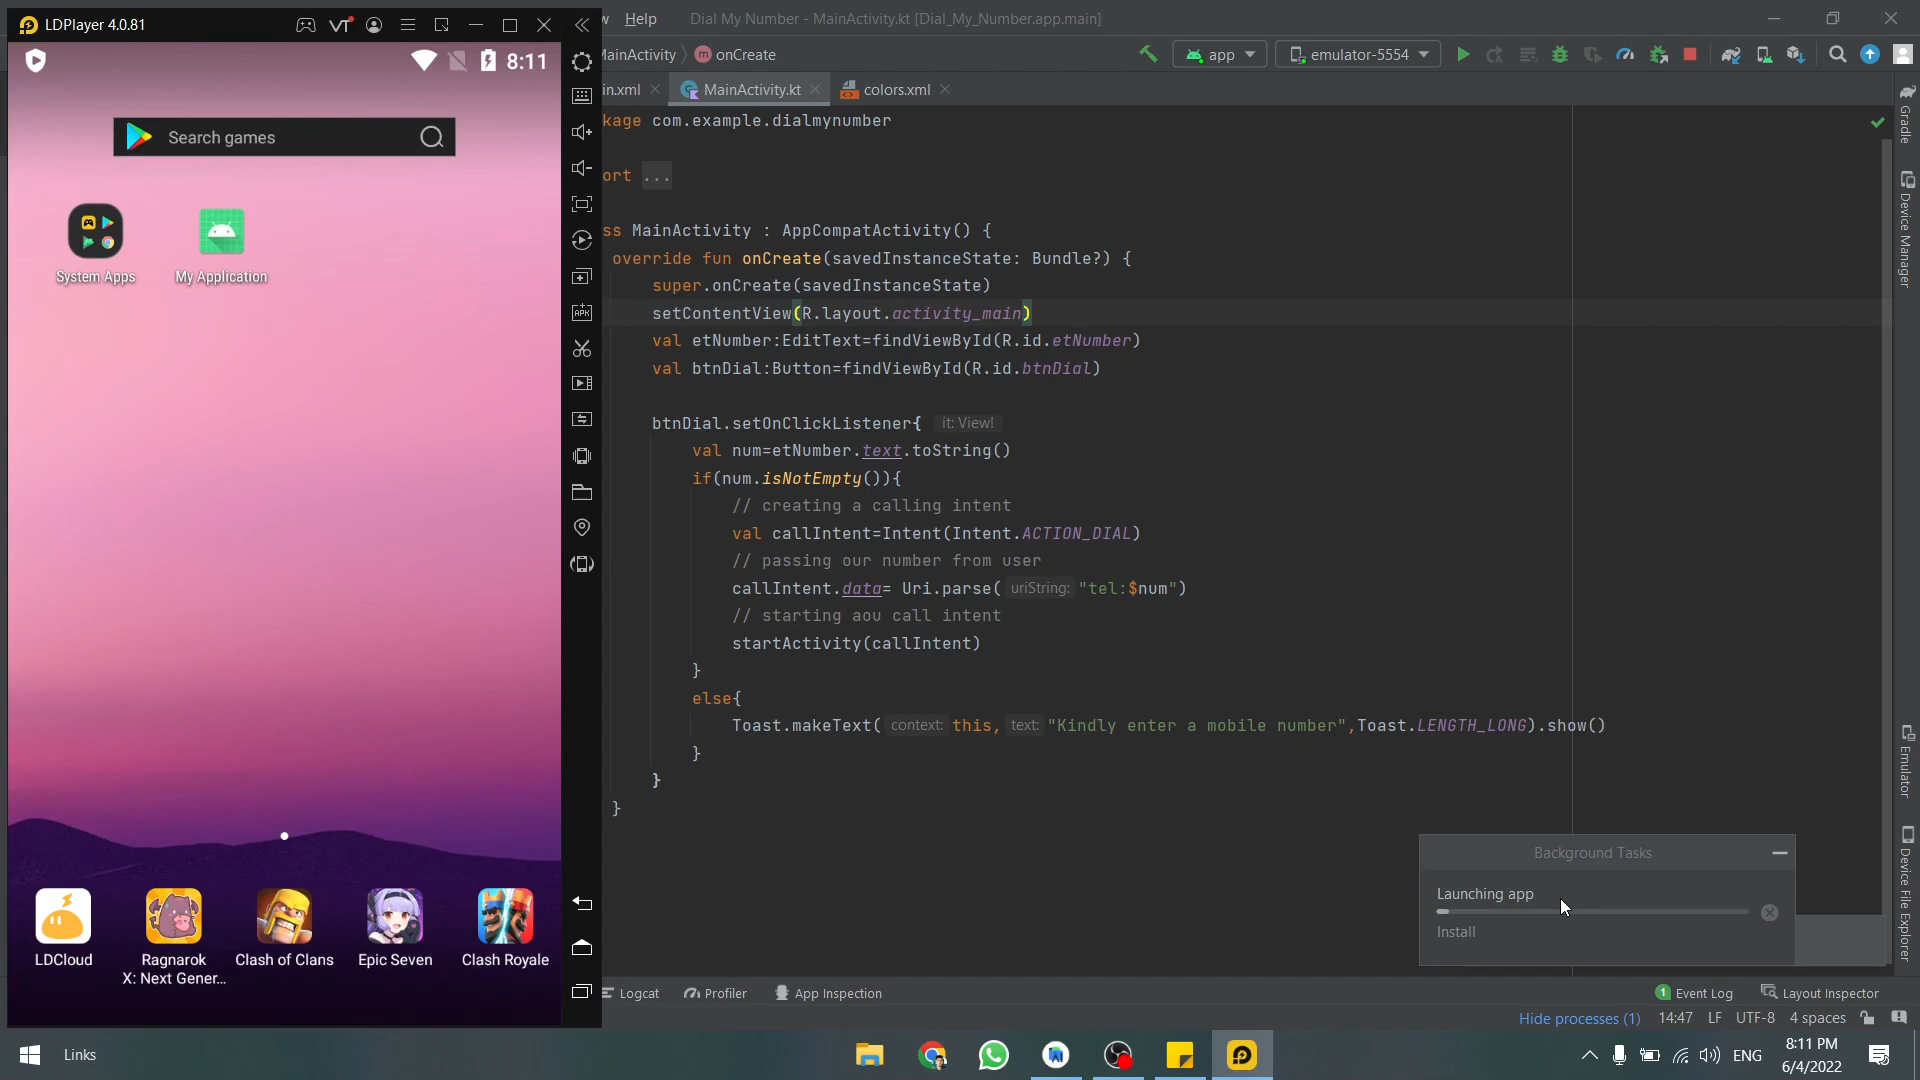 LDPlayer 4.0.81
8:11
Search games
System Apps
My Application
LDCloud
Ragnarok
X: Next Gener...
Clash of Clans
Epic Seven
Clash Royale
w Help Dial My Number - MainActivity.kt [Dial_My_Number.app.main]
MainActivity
m onCreate
app
emulator-5554
in.xml
MainActivity.kt
colors.xml
kage com.example.dialmynumber
ort ...
ss MainActivity : AppCompatActivity() {
override fun onCreate(savedInstanceState: Bundle?) {
super.onCreate(savedInstanceState)
setContentView(R.layout.activity_main)
val etNumber:EditText=findViewById(R.id.etNumber)
val btnDial:Button=findViewById(R.id.btnDial)
btnDial.setOnClickListener{ it: View!
val num=etNumber.text.toString()
if(num.isNotEmpty()){
// creating a calling intent
val callIntent=Intent(Intent.ACTION_DIAL)
// passing our number from user
callIntent.data= Uri.parse( uriString: "tel:$num")
// starting aou call intent
startActivity(callIntent)
}
else{
Toast.makeText( context: this, text: "Kindly enter a mobile number",Toast.LENGTH_LONG).show()
}
}
}
Gradle
Device Manager
Emulator
Device File Explorer
Background Tasks
Launching app
Install
Logcat
Profiler
App Inspection
1 Event Log
Layout Inspector
Hide processes (1) 14:47 LF UTF-8 4 spaces
Links
ENG
8:11 PM
6/4/2022